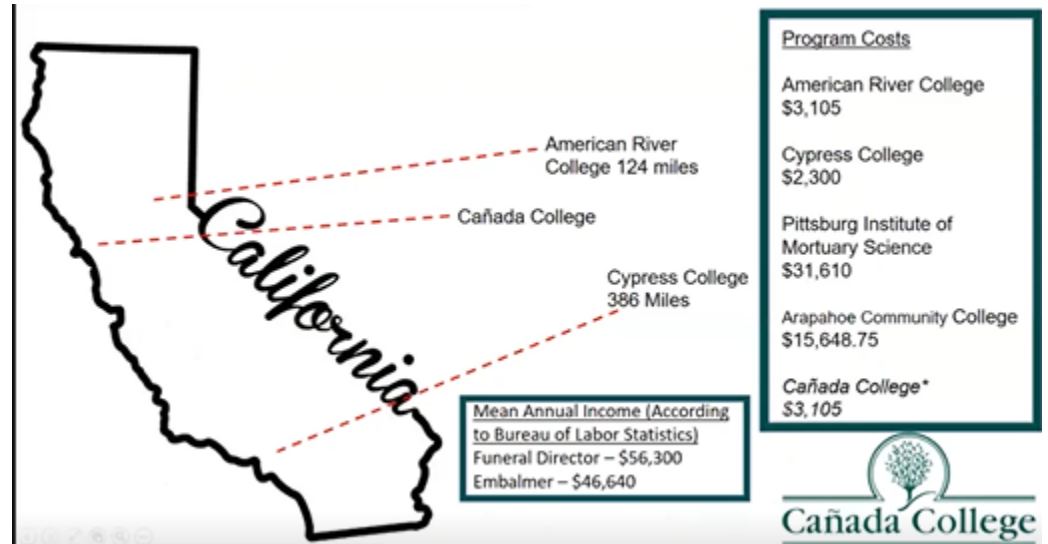 American River
College 124 miles
Cañada College
Cypress College
386 Miles
California
Mean Annual Income (According
to Bureau of Labor Statistics)
Funeral Director – $56,300
Embalmer – $46,640
Program Costs
American River College
$3,105
Cypress College
$2,300
Pittsburg Institute of
Mortuary Science
$31,610
Arapahoe Community College
$15,648.75
Cañada College*
$3,105
Cañada College